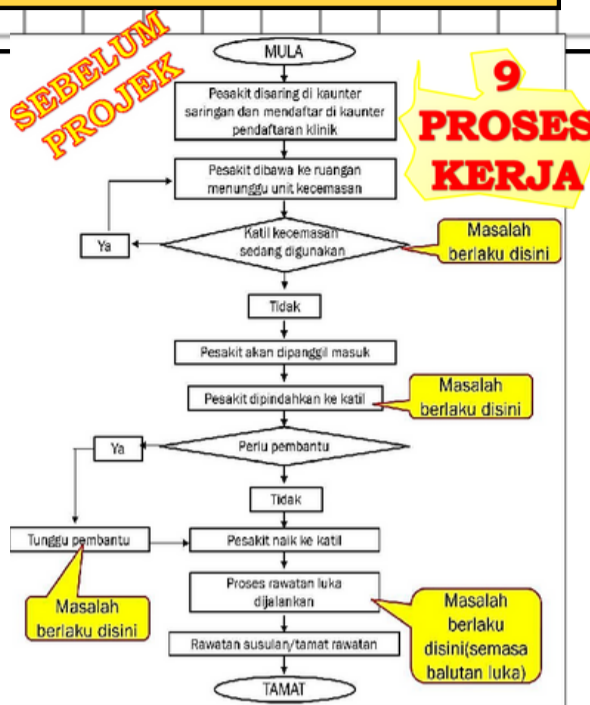 SEBELUM
PROJEK
9
PROSES
KERJA
MULA
Pesakit disaring di kaunter
saringan dan mendaftar di kaunter
pendaftaran klinik
Pesakit dibawa ke ruangan
menunggu unit kecemasan
Ya
Katil kecemasan
sedang digunakan
Masalah
berlaku disini
Tidak
Pesakit akan dipanggil masuk
Pesakit dipindahkan ke katil
Masalah
berlaku disini
Ya
Perlu pembantu
Tidak
Tunggu pembantu
Pesakit naik ke katil
Masalah
berlaku disini
Proses rawatan luka
dijalankan
Masalah
berlaku
disini(semasa
balutan luka)
Rawatan susulan/tamat rawatan
TAMAT